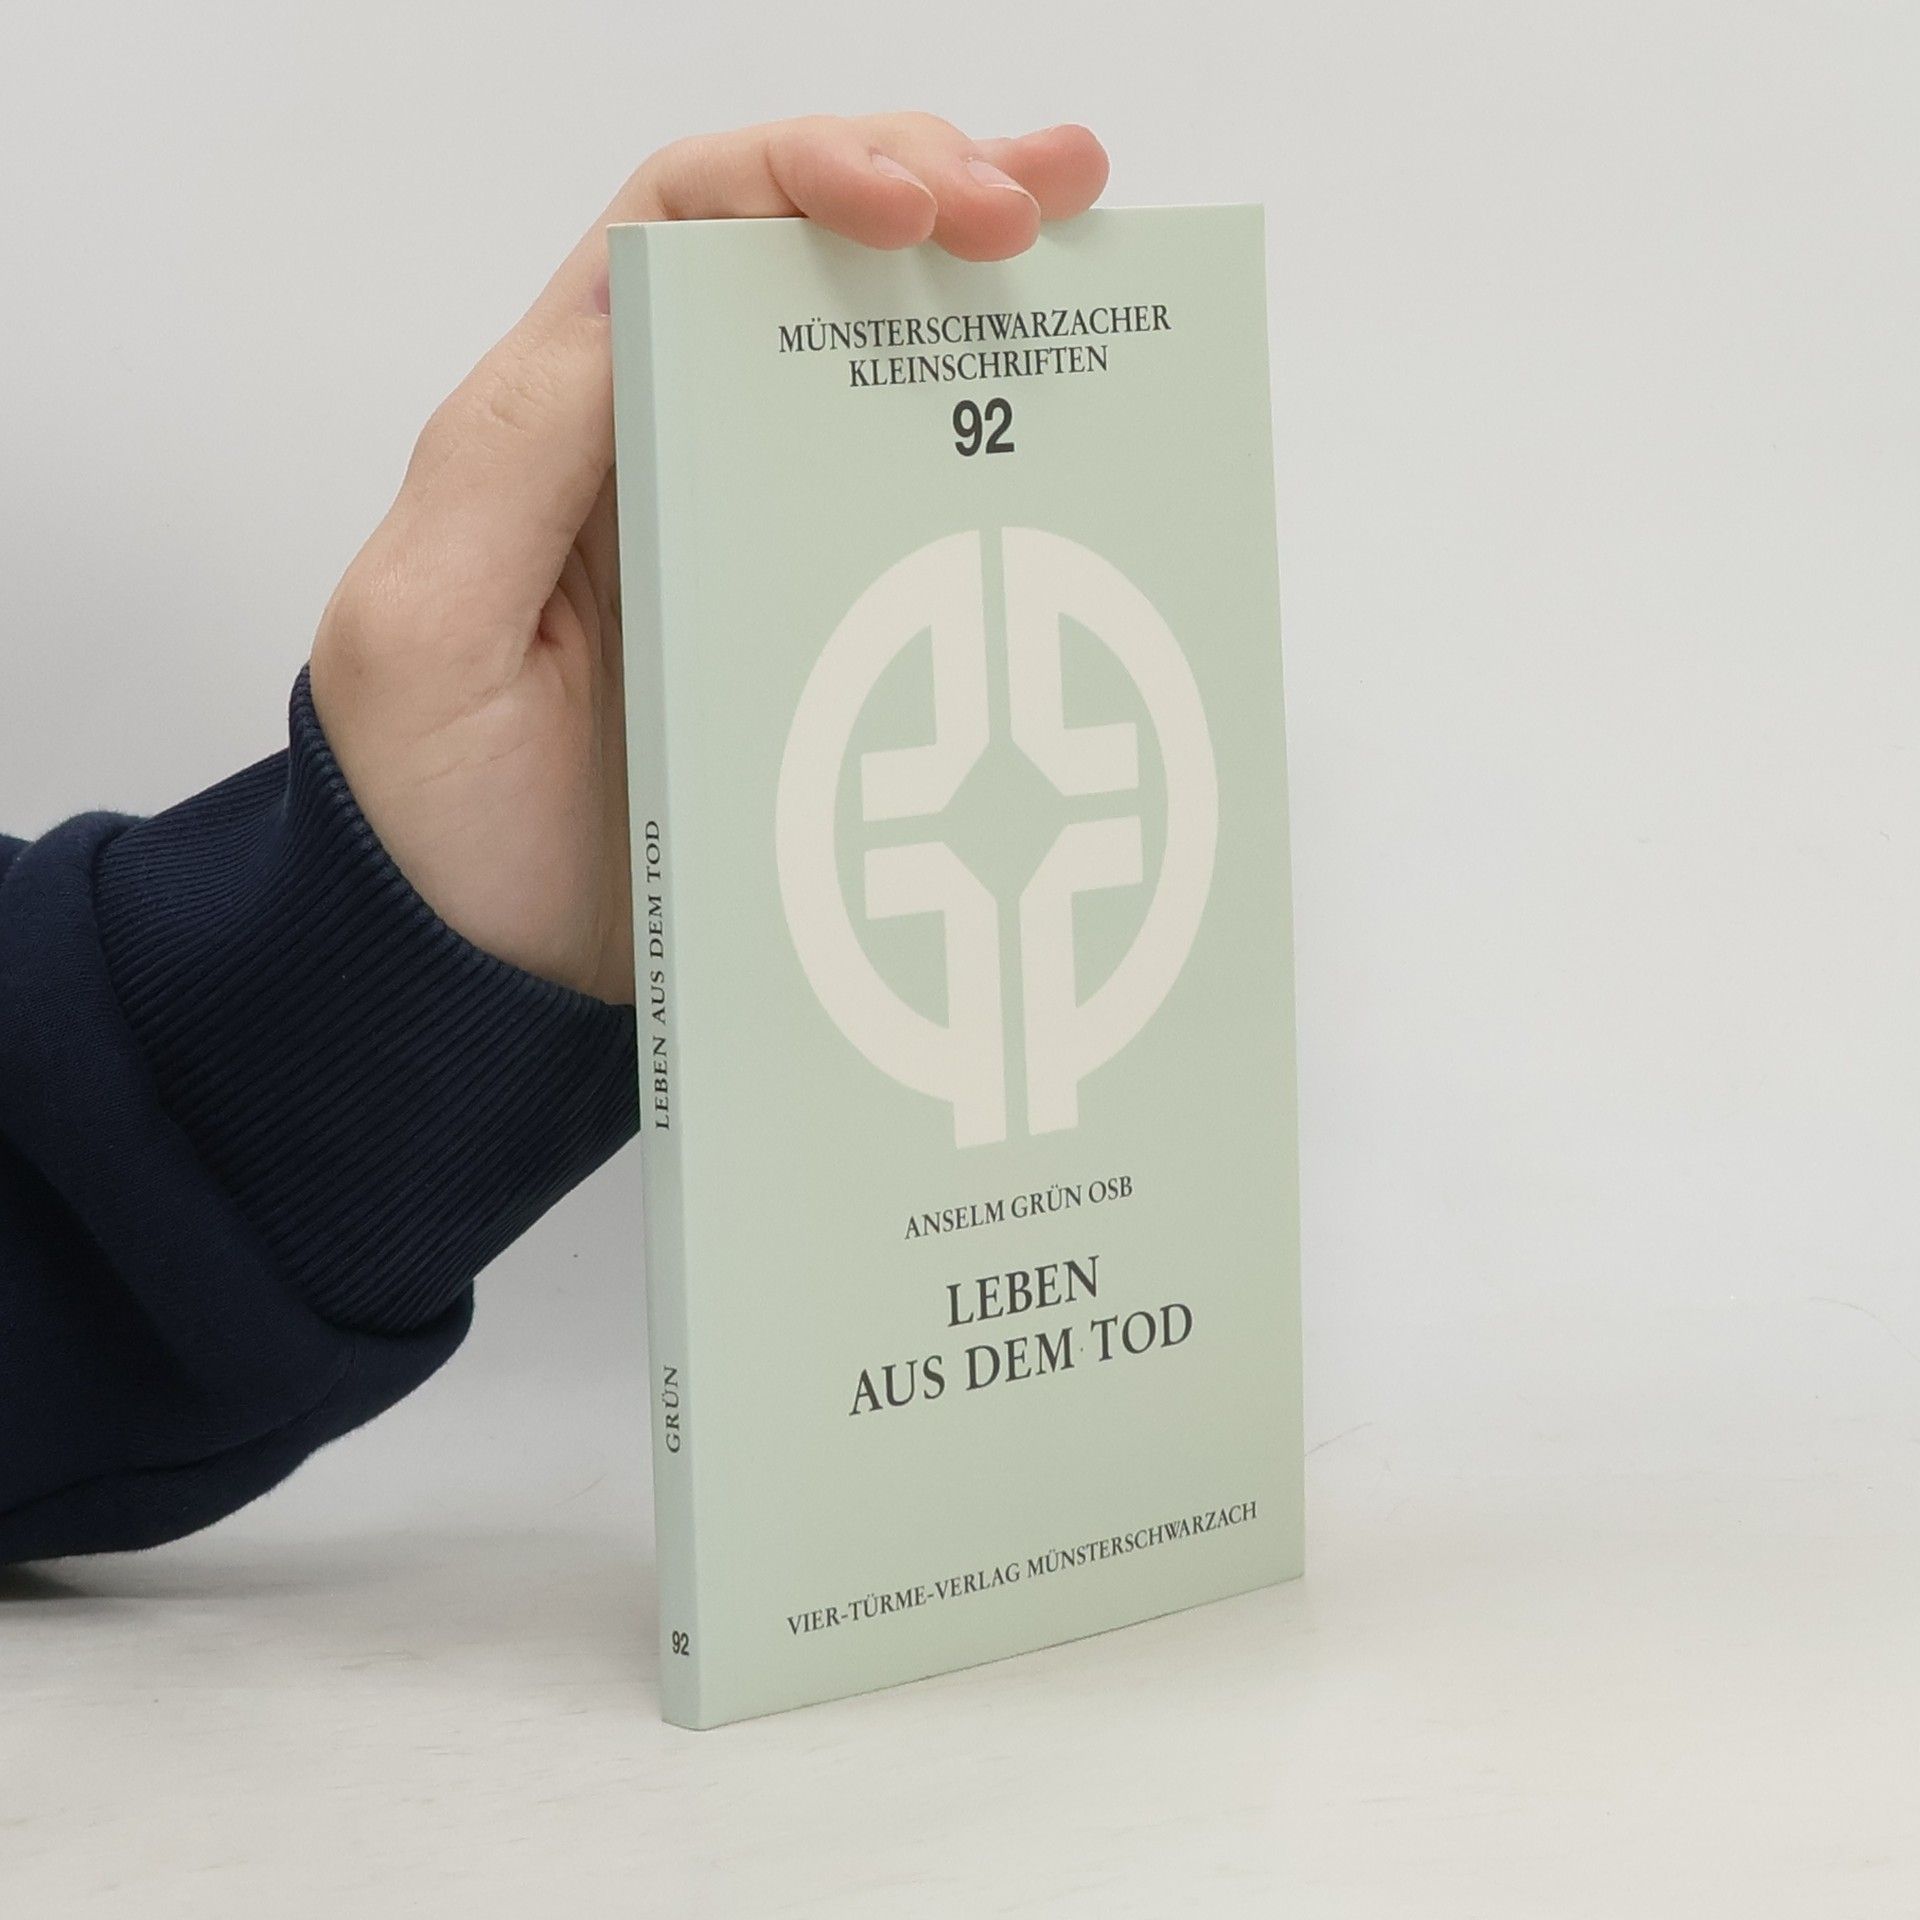 MÜNSTERSCHWARZACHER
KLEINSCHRIFTEN
92
ANSELM GRÜN OSB
LEBEN
AUS DEM TOD
VIER-TÜRME-VERLAG MÜNSTERSCHWARZACH
LEBEN AUS DEM TOD
GRÜN
92